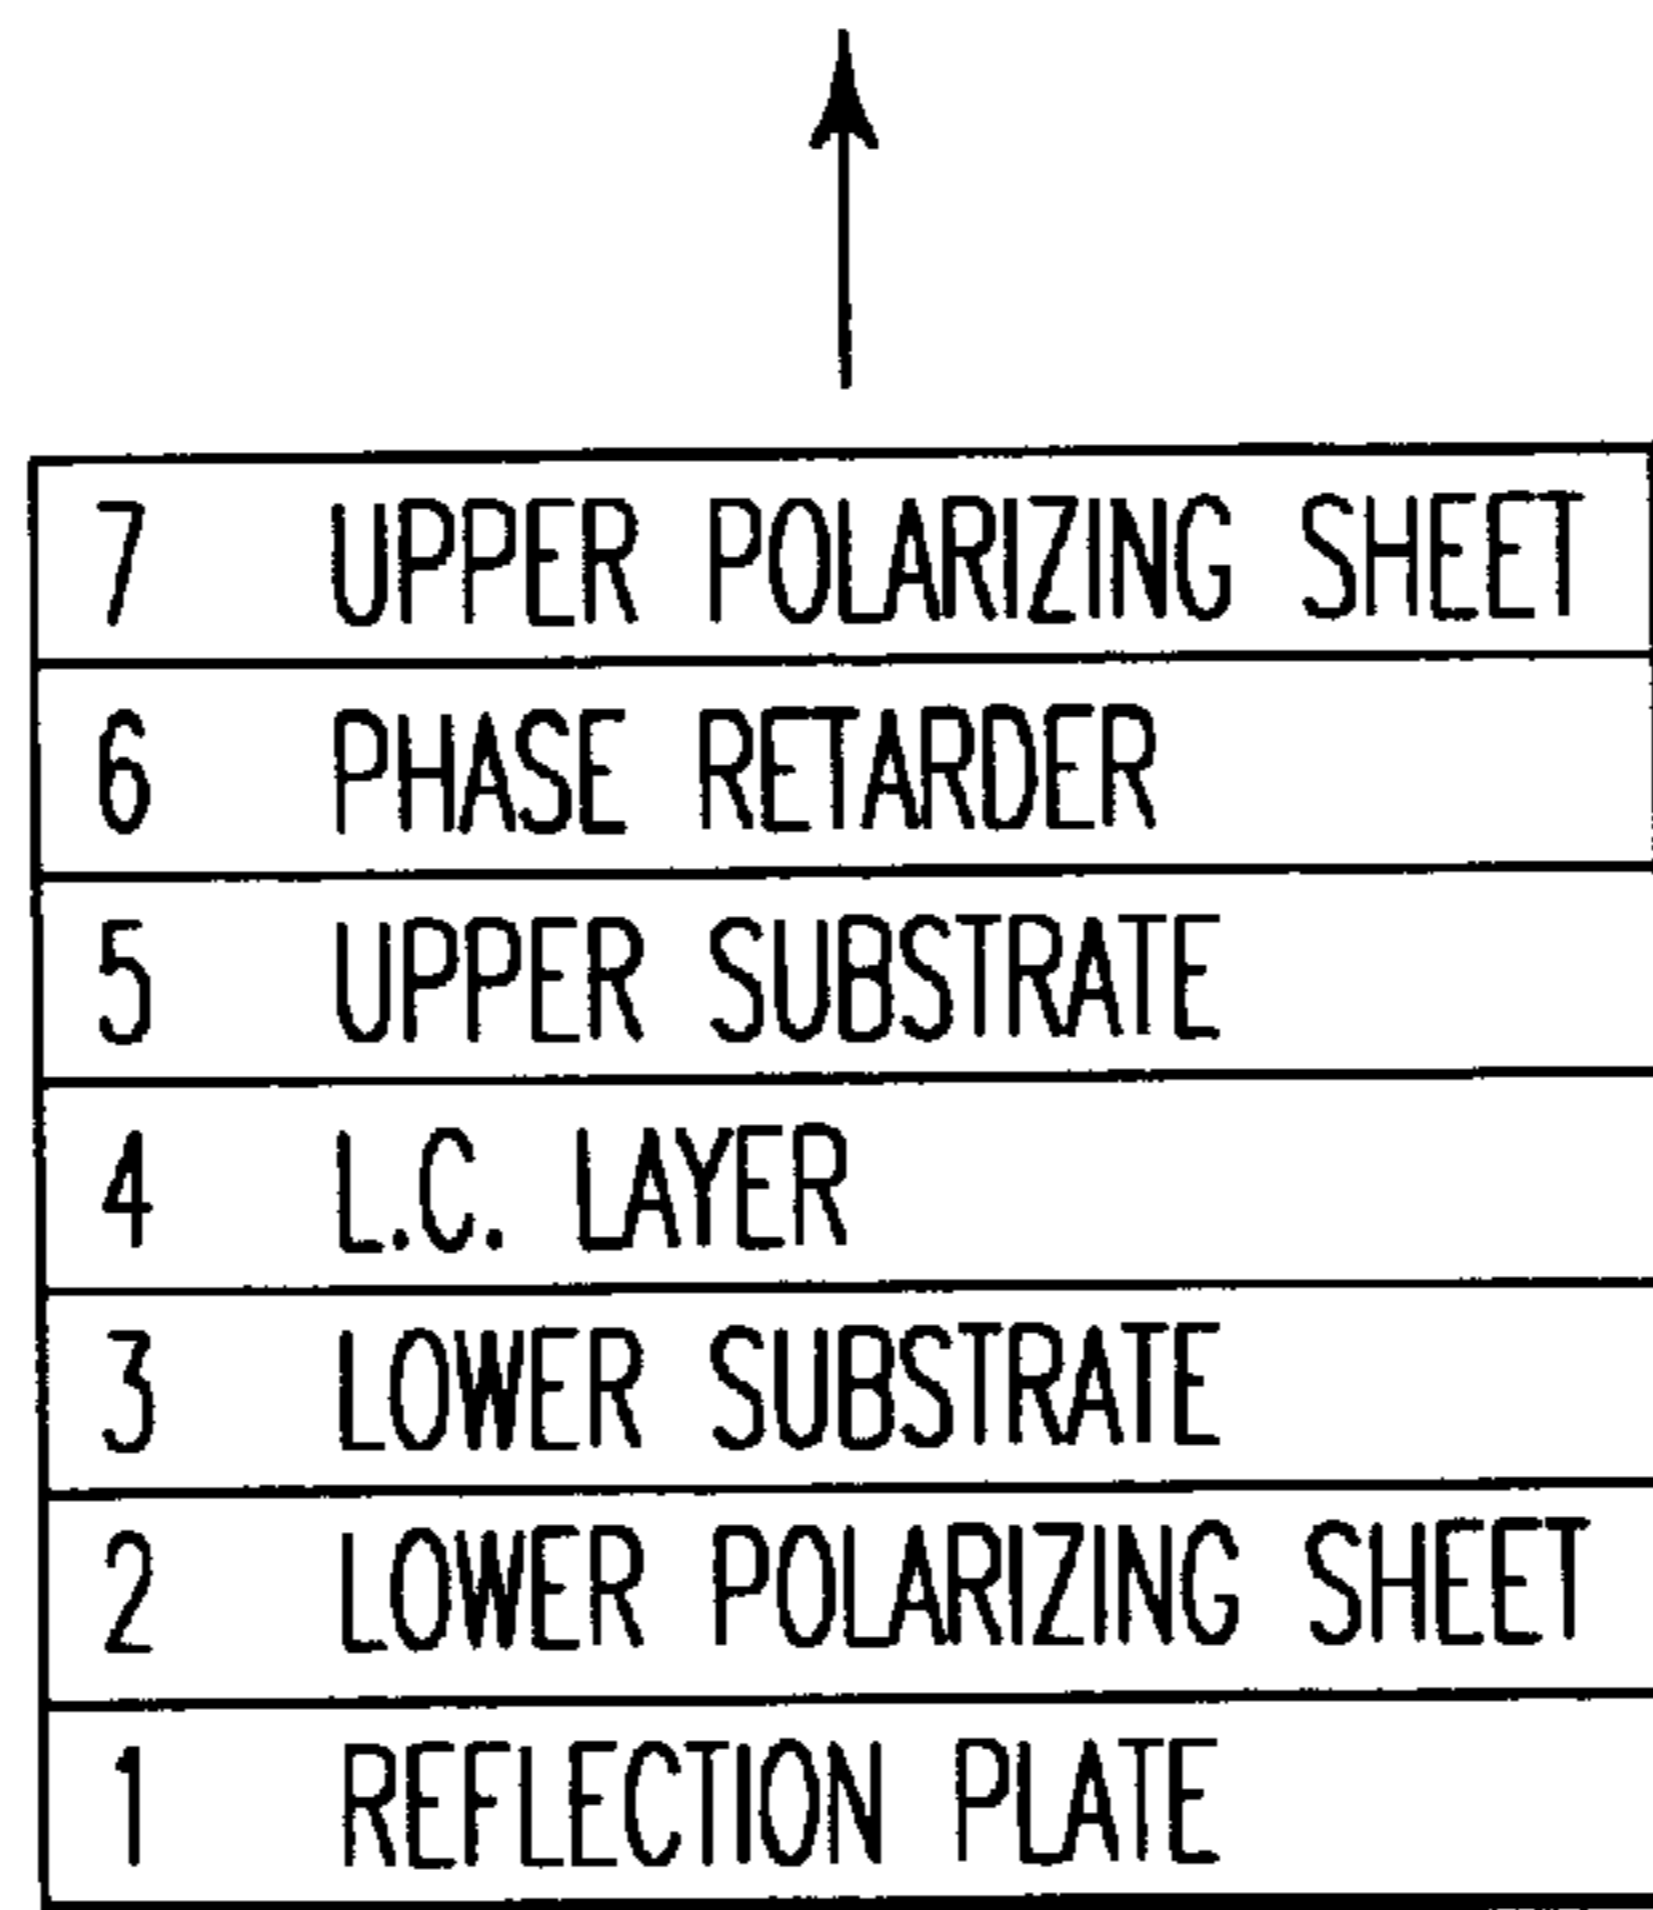 7 UPPER POLARIZING SHEET
6 PHASE RETARDER
5 UPPER SUBSTRATE
4 L.C. LAYER
3 LOWER SUBSTRATE
2 LOWER POLARIZING SHEET
1 REFLECTION PLATE